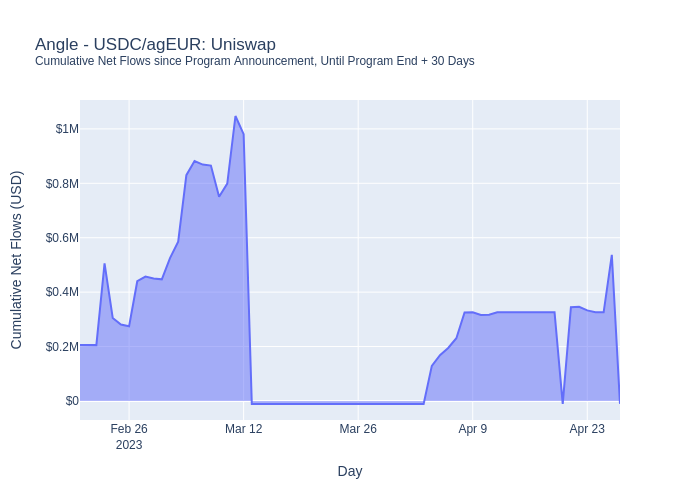 Angle - USDC/agEUR: Uniswap
Cumulative Net Flows since Program Announcement, Until Program End + 30 Days
Cumulative Net Flows (USD)
$1M
$0.8M
$0.6M
$0.4M
$0.2M
$0
Feb 26
2023
Mar 12
Mar 26
Apr 9
Apr 23
Day